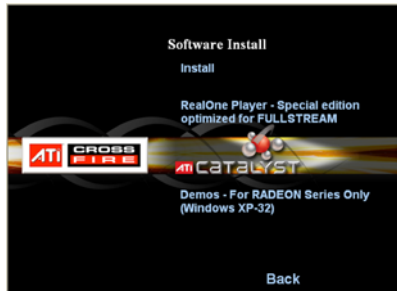 Software Install
Install
RealOne Player - Special edition
optimized for FULLSTREAM
ATI CROSS
FIRE
ATI CATALYST
Demos - For RADEON Series Only
(Windows XP-32)
Back